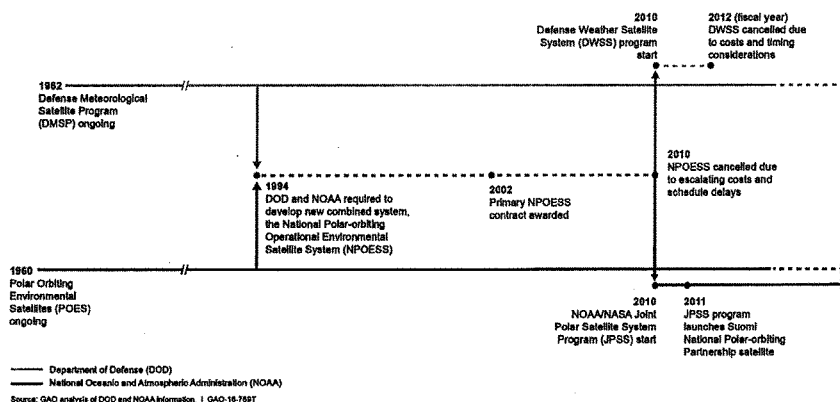 2010
Defense Weather Satellite
System (DWSS) program
start
2012 (fiscal year)
DWSS cancelled due
to costs and timing
considerations
1962
Defense Meteorological
Satellite Program
(DMSP) ongoing
1994
DOD and NOAA required to
develop new combined system,
the National Polar-orbiting
Operational Environmental
Satellite System (NPOESS)
2002
Primary NPOESS
contract awarded
2010
NPOESS cancelled due
to escalating costs and
schedule delays
1960
Polar Orbiting
Environmental
Satellites (POES)
ongoing
2010
NOAA/NASA Joint
Polar Satellite System
Program (JPSS) start
2011
JPSS program
launches Suomi
National Polar-orbiting
Partnership satellite
Department of Defense (DOD)
National Oceanic and Atmospheric Administration (NOAA)
Source: GAO analysis of DOD and NOAA information. | GAO-16-769T